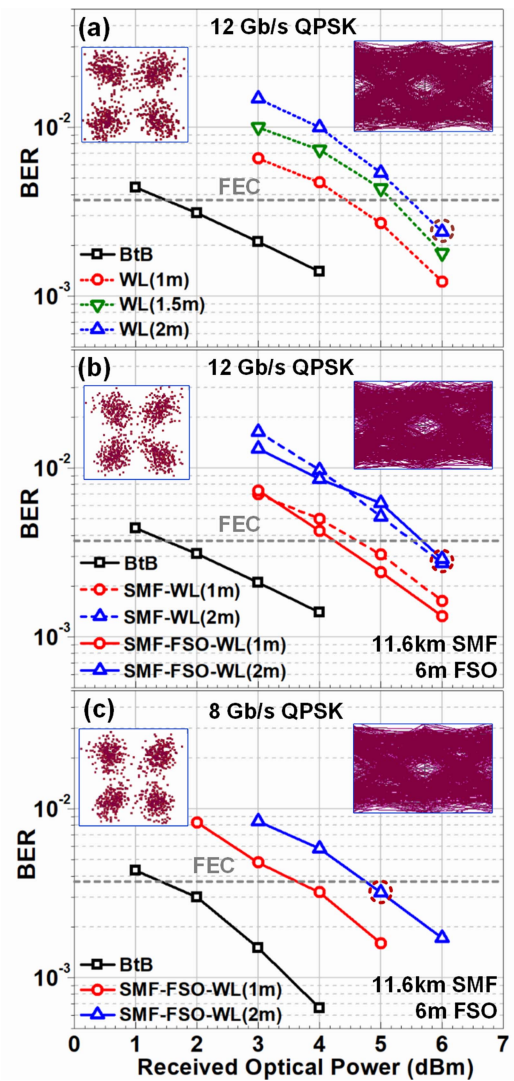 (a)
12 Gb/s QPSK
10⁻²
BER
FEC
BtB
WL(1m)
WL(1.5m)
WL(2m)
10⁻³
(b)
12 Gb/s QPSK
10⁻²
BER
FEC
BtB
SMF-WL(1m)
SMF-WL(2m)
SMF-FSO-WL(1m)
SMF-FSO-WL(2m)
11.6km SMF
6m FSO
10⁻³
(c)
8 Gb/s QPSK
10⁻²
BER
FEC
10⁻³
BtB
SMF-FSO-WL(1m)
SMF-FSO-WL(2m)
11.6km SMF
6m FSO
0 1 2 3 4 5 6 7
Received Optical Power (dBm)